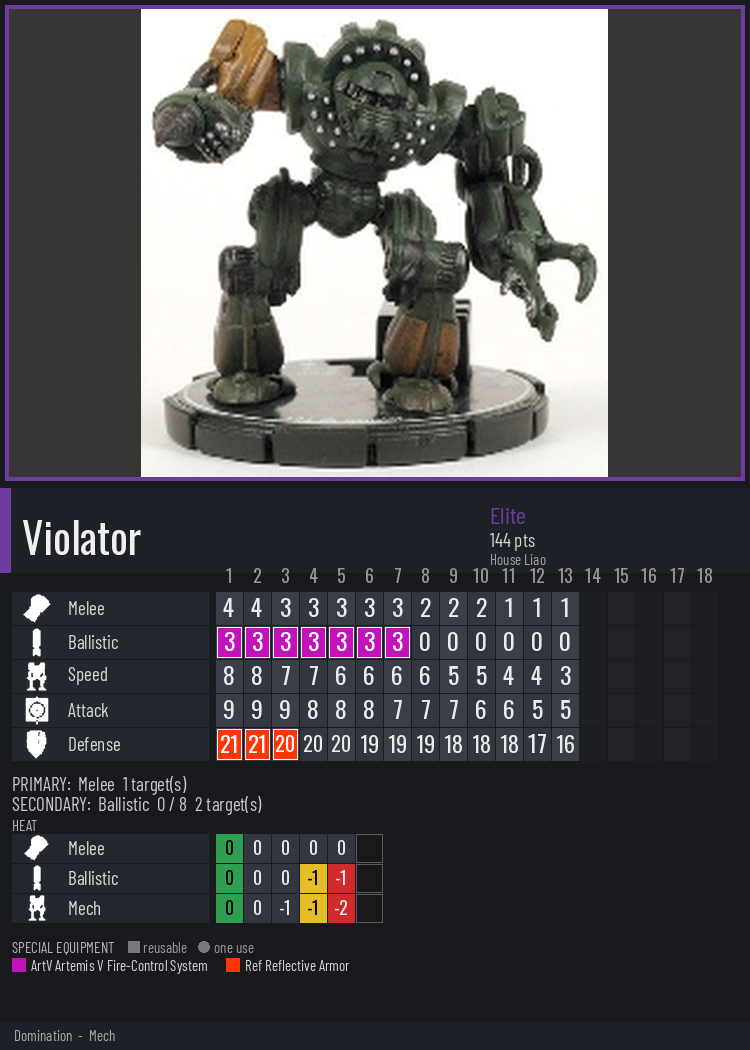 Violator
Elite
144 pts
House Liao
1 2 3 4 5 6 7 8 9 10 11 12 13 14 15 16 17 18
Melee 4 4 3 3 3 3 3 2 2 2 1 1 1
Ballistic 3 3 3 3 3 3 3 0 0 0 0 0 0
Speed 8 8 7 7 6 6 6 6 5 5 4 4 3
Attack 9 9 9 8 8 8 7 7 7 6 6 5 5
Defense 21 21 20 20 20 19 19 19 18 18 18 17 16
PRIMARY: Melee 1 target(s)
SECONDARY: Ballistic 0 / 8 2 target(s)
HEAT
Melee 0 0 0 0 0
Ballistic 0 0 0 -1 -1
Mech 0 0 -1 -1 -2
SPECIAL EQUIPMENT reusable one use
ArtV Artemis V Fire-Control System Ref Reflective Armor
Domination - Mech